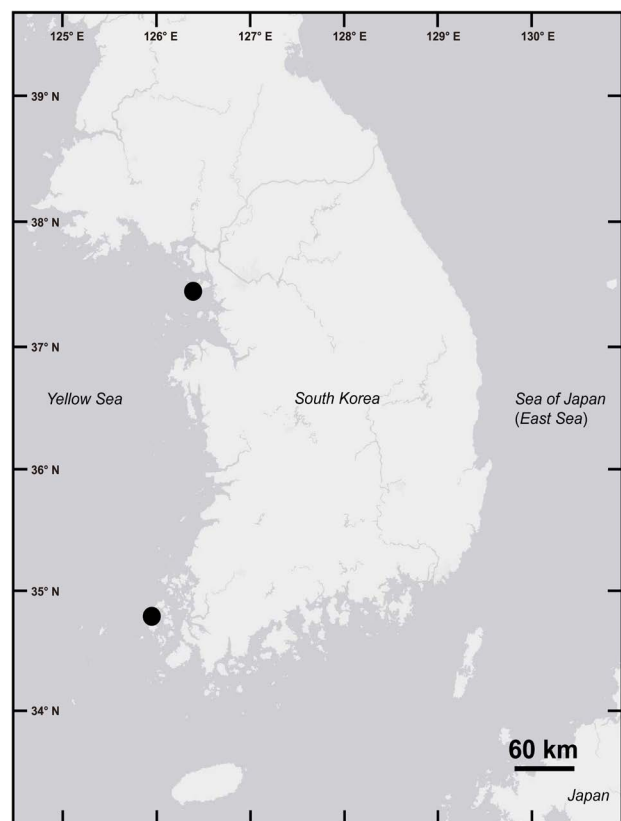 125° E 126° E 127° E 128° E 129° E 130° E
39° N
38° N
37° N
Yellow Sea South Korea Sea of Japan
(East Sea)
36° N
35° N
34° N
60 km
Japan